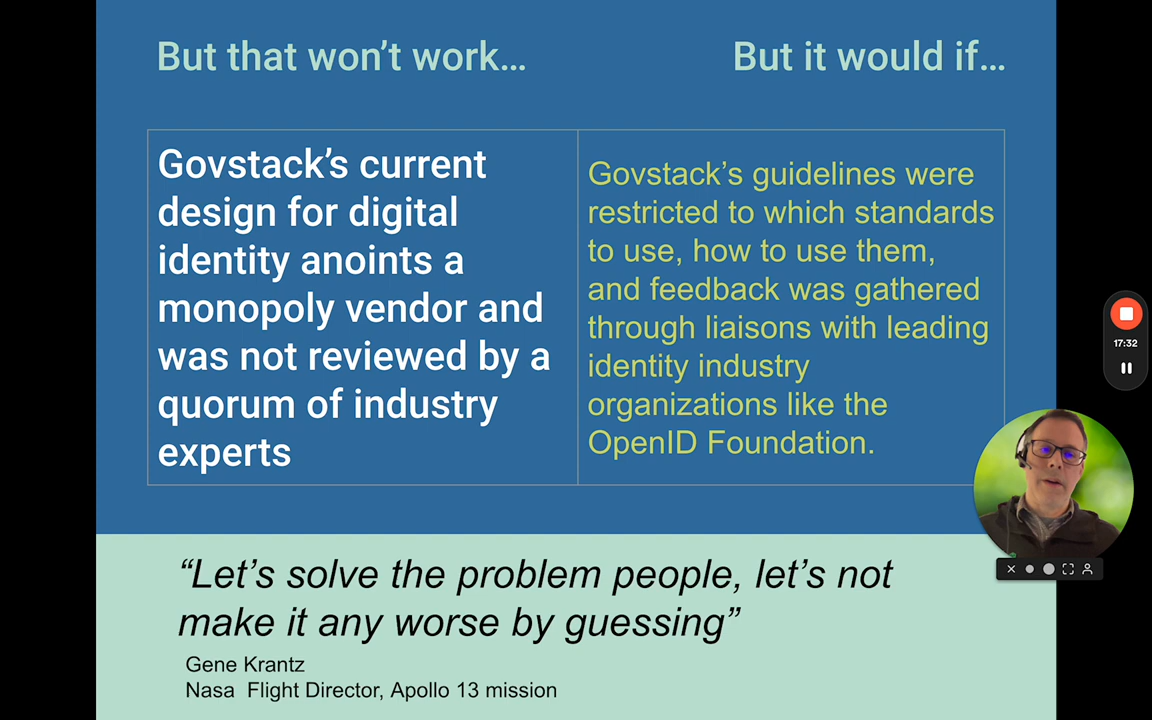 But that won’t work…
But it would if…
Govstack’s current
design for digital
identity anoints a
monopoly vendor and
was not reviewed by a
quorum of industry
experts
Govstack’s guidelines were
restricted to which standards
to use, how to use them,
and feedback was gathered
through liaisons with leading
identity industry
organizations like the
OpenID Foundation.
17:32
“Let’s solve the problem people, let’s not
make it any worse by guessing”
Gene Krantz
Nasa  Flight Director, Apollo 13 mission